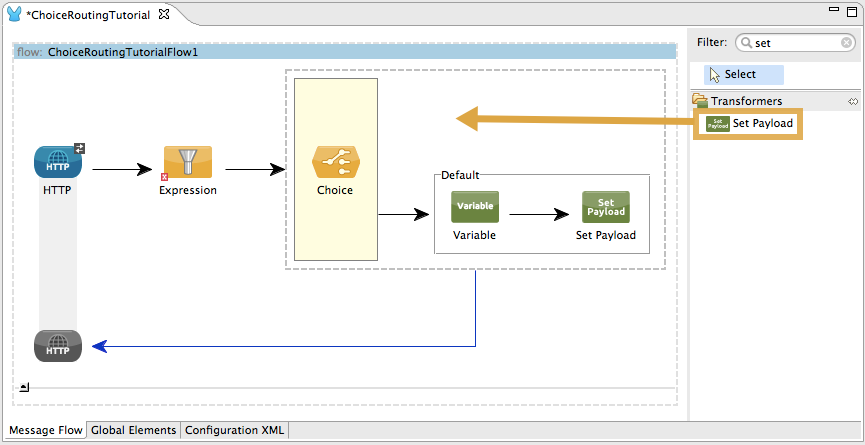 *ChoiceRoutingTutorial
flow: ChoiceRoutingTutorialFlow1
Filter: set
Select
Transformers
Set Payload Set Payload
HTTP
HTTP
Expression
Choice
Default
Variable
Variable
Set Payload
Set Payload
HTTP
Message Flow Global Elements Configuration XML